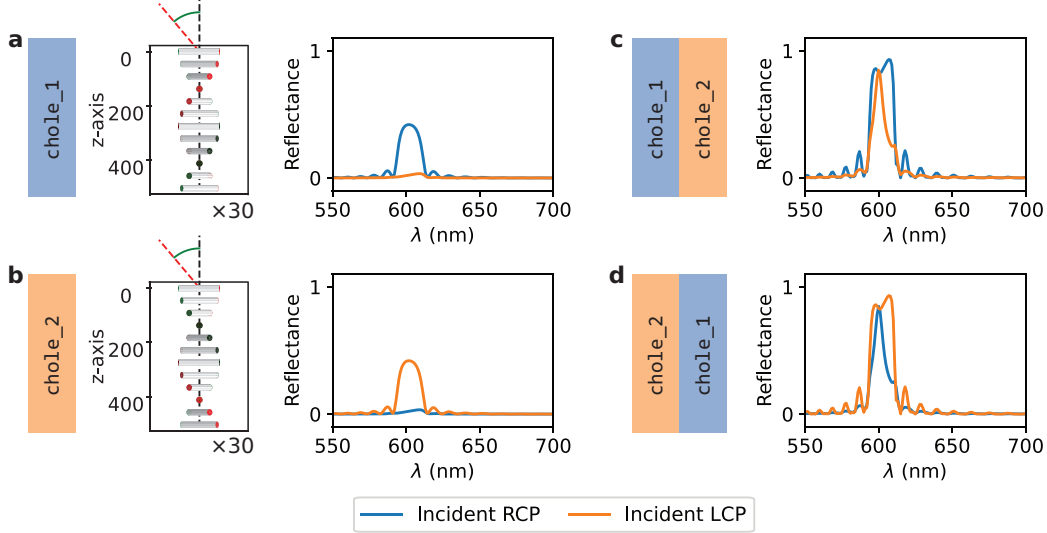 a
chole_1
z-axis
0
200
400
×30
Reflectance
1
0
550
600
650
700
λ (nm)
c
chole_1
chole_2
Reflectance
1
0
550
600
650
700
λ (nm)
b
chole_2
z-axis
0
200
400
×30
Reflectance
1
0
550
600
650
700
λ (nm)
d
chole_2
chole_1
Reflectance
1
0
550
600
650
700
λ (nm)
Incident RCP
Incident LCP